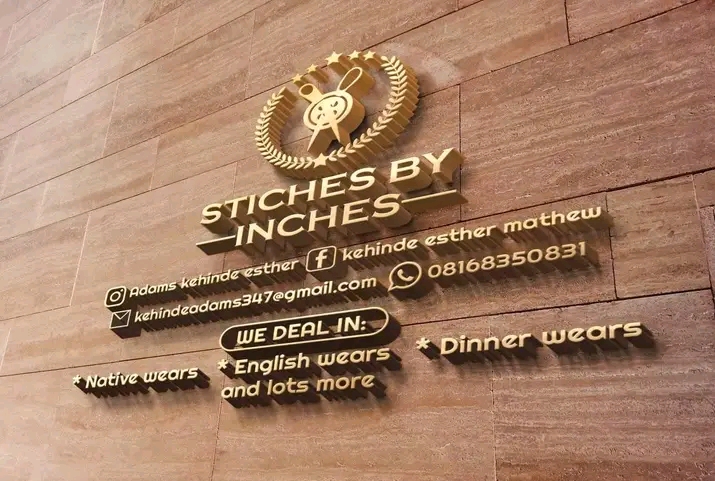 STICHES BY
INCHES
Adams kehinde esther kehinde esther mathew
kehindeadams347@gmail.com 08168350831
WE DEAL IN:
* Native wears * English wears * Dinner wears
and lots more